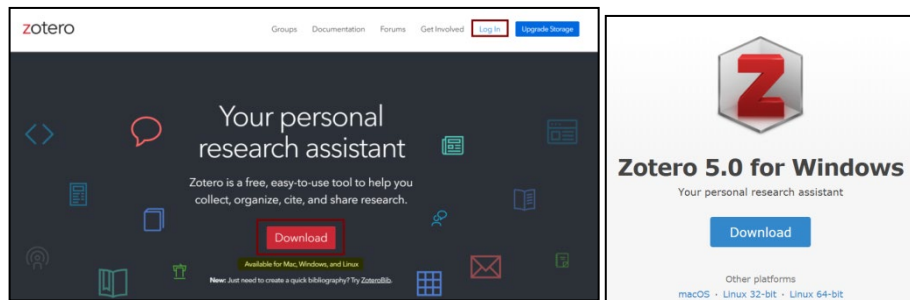 zotero
Groups Documentation Forums Get Involved Log In Upgrade Storage
Your personal
research assistant
Zotero is a free, easy-to-use tool to help you
collect, organize, cite, and share research.
Download
Available for Mac, Windows, and Linux
New: Just need to create a quick bibliography? Try ZoteroBib.
Z
Zotero 5.0 for Windows
Your personal research assistant
Download
Other platforms
macOS · Linux 32-bit · Linux 64-bit